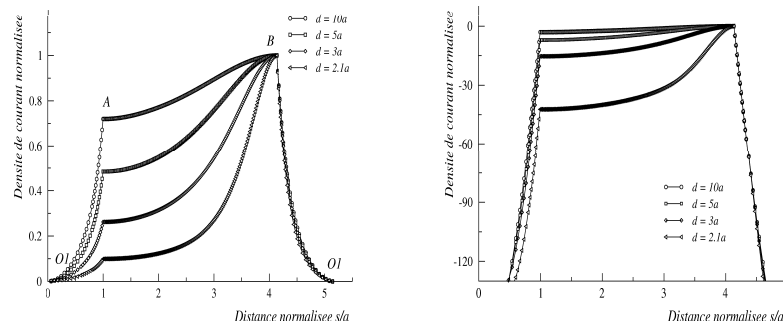 Densite de courant normalisee
1
0.8
0.6
0.4
0.2
0
A
B
O1
O1
d = 10a
d = 5a
d = 3a
d = 2.1a
0 1 2 3 4 5
Distance normalisee s/a
Densite de courant normalisee
0
-30
-60
-90
-120
d = 10a
d = 5a
d = 3a
d = 2.1a
0 1 2 3 4
Distance normalisee s/a